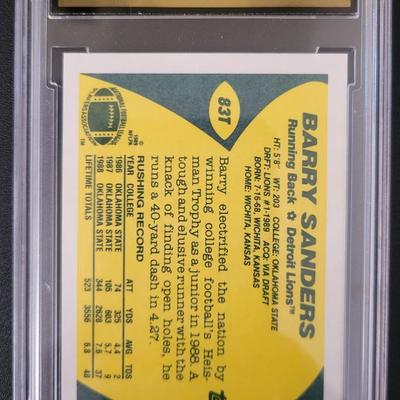 83T
BARRY SANDERS
Running Back ✪ Detroit Lions™
HT: 5'8" WT: 203 COLLEGE: OKLAHOMA STATE
DRFT: LIONS #1-1989 ACQ: VIA DRAFT
BORN: 7-16-68, WICHITA, KANSAS
HOME: WICHITA, KANSAS
Barry electrified the nation by
winning college football's Heis-
man Trophy as a junior in 1988. A
tough and elusive runner with the
knack of finding open holes, he
runs a 40-yard dash in 4.27.
RUSHING RECORD
YEAR COLLEGE ATT YDS AVG TDS
1986 OKLAHOMA STATE 74 325 4.4 2
1987 OKLAHOMA STATE 105 603 5.7 9
1988 OKLAHOMA STATE 344 2628 7.6 37
LIFETIME TOTALS 523 3556 6.8 48
© 1989
NFLPA
TM